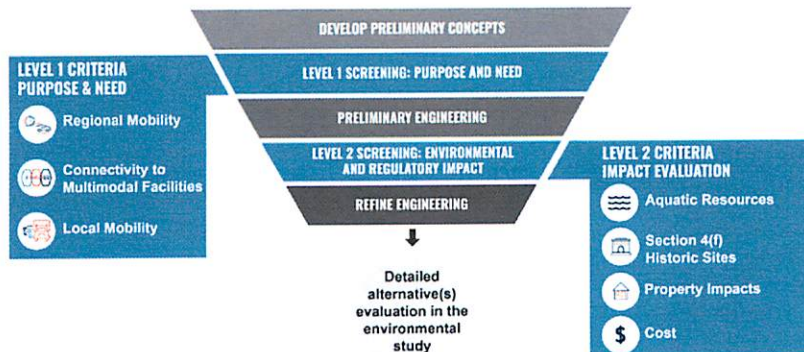 DEVELOP PRELIMINARY CONCEPTS
LEVEL 1 CRITERIA
PURPOSE & NEED
Regional Mobility
Connectivity to
Multimodal Facilities
Local Mobility
LEVEL 1 SCREENING: PURPOSE AND NEED
PRELIMINARY ENGINEERING
LEVEL 2 SCREENING: ENVIRONMENTAL
AND REGULATORY IMPACT
REFINE ENGINEERING
LEVEL 2 CRITERIA
IMPACT EVALUATION
Aquatic Resources
Section 4(f)
Historic Sites
Property Impacts
$ Cost
Detailed
alternative(s)
evaluation in the
environmental
study